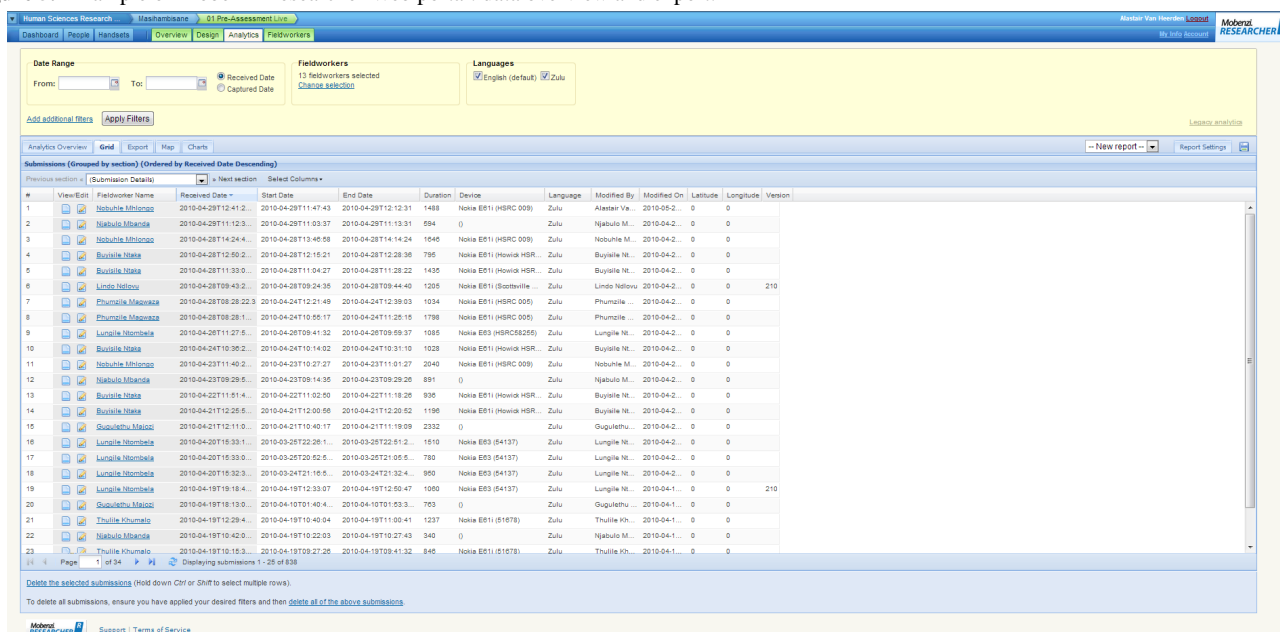 Human Sciences Research ... Masihambisane 01 Pre-Assessment Live Alastair Van Heerden Logout
Mobenzi RESEARCHER
Dashboard People Handsets Overview Design Analytics Fieldworkers My Info Account
Date Range Fieldworkers Languages
From: To: Received Date 13 fieldworkers selected English (default) Zulu
Captured Date Change selection
Add additional filters Apply Filters Legacy analytics
Analytics Overview Grid Export Map Charts -- New report -- Report Settings
Submissions (Grouped by section) (Ordered by Received Date Descending)
Previous section « (Submission Details) » Next section Select Columns
# View/Edit Fieldworker Name Received Date Start Date End Date Duration Device Language Modified By Modified On Latitude Longitude Version
1 Nobuhle Mhlongo 2010-04-29T12:41:2... 2010-04-29T11:47:43 2010-04-29T12:12:31 1488 Nokia E61i (HSRC 009) Zulu Alastair Va... 2010-05-2... 0 0
2 Njabulo Mbanda 2010-04-29T11:12:3... 2010-04-29T11:03:37 2010-04-29T11:13:31 594 () Zulu Njabulo M... 2010-04-2... 0 0
3 Nobuhle Mhlongo 2010-04-28T14:24:4... 2010-04-28T13:46:58 2010-04-28T14:14:24 1646 Nokia E61i (HSRC 009) Zulu Nobuhle M... 2010-04-2... 0 0
4 Buyisile Ntaka 2010-04-28T12:50:2... 2010-04-28T12:15:21 2010-04-28T12:28:36 795 Nokia E61i (Howick HSR... Zulu Buyisile Nt... 2010-04-2... 0 0
5 Buyisile Ntaka 2010-04-28T11:33:0... 2010-04-28T11:04:27 2010-04-28T11:28:22 1435 Nokia E61i (Howick HSR... Zulu Buyisile Nt... 2010-04-2... 0 0
6 Lindo Ndlovu 2010-04-28T09:43:2... 2010-04-28T09:24:35 2010-04-28T09:44:40 1205 Nokia E61i (Scottsville ... Zulu Lindo Ndlovu 2010-04-2... 0 0 210
7 Phumzile Magwaza 2010-04-28T08:28:22.3 2010-04-24T12:21:49 2010-04-24T12:39:03 1034 Nokia E61i (HSRC 005) Zulu Phumzile ... 2010-04-2... 0 0
8 Phumzile Magwaza 2010-04-28T08:28:1... 2010-04-24T10:55:17 2010-04-24T11:25:15 1798 Nokia E61i (HSRC 005) Zulu Phumzile ... 2010-04-2... 0 0
9 Lungile Ntombela 2010-04-26T11:27:5... 2010-04-26T09:41:32 2010-04-26T09:59:37 1085 Nokia E63 (HSRC58255) Zulu Lungile Nt... 2010-04-2... 0 0
10 Buyisile Ntaka 2010-04-24T10:36:2... 2010-04-24T10:14:02 2010-04-24T10:31:10 1028 Nokia E61i (Howick HSR... Zulu Buyisile Nt... 2010-04-2... 0 0
11 Nobuhle Mhlongo 2010-04-23T11:40:2... 2010-04-23T10:27:27 2010-04-23T11:01:27 2040 Nokia E61i (HSRC 009) Zulu Nobuhle M... 2010-04-2... 0 0
12 Njabulo Mbanda 2010-04-23T09:29:5... 2010-04-23T09:14:35 2010-04-23T09:29:26 891 () Zulu Njabulo M... 2010-04-2... 0 0
13 Buyisile Ntaka 2010-04-22T11:51:4... 2010-04-22T11:02:50 2010-04-22T11:18:26 936 Nokia E61i (Howick HSR... Zulu Buyisile Nt... 2010-04-2... 0 0
14 Buyisile Ntaka 2010-04-21T12:25:5... 2010-04-21T12:00:56 2010-04-21T12:20:52 1196 Nokia E61i (Howick HSR... Zulu Buyisile Nt... 2010-04-2... 0 0
15 Gugulethu Majozi 2010-04-21T12:11:0... 2010-04-21T10:40:17 2010-04-21T11:19:09 2332 () Zulu Gugulethu... 2010-04-2... 0 0
16 Lungile Ntombela 2010-04-20T15:33:1... 2010-03-25T22:26:1... 2010-03-25T22:51:2... 1510 Nokia E63 (54137) Zulu Lungile Nt... 2010-04-2... 0 0
17 Lungile Ntombela 2010-04-20T15:33:0... 2010-03-25T20:52:5... 2010-03-25T21:05:5... 780 Nokia E63 (54137) Zulu Lungile Nt... 2010-04-2... 0 0
18 Lungile Ntombela 2010-04-20T15:32:3... 2010-03-24T21:16:5... 2010-03-24T21:32:4... 950 Nokia E63 (54137) Zulu Lungile Nt... 2010-04-2... 0 0
19 Lungile Ntombela 2010-04-19T19:18:4... 2010-04-19T12:33:07 2010-04-19T12:50:47 1060 Nokia E63 (54137) Zulu Lungile Nt... 2010-04-1... 0 0 210
20 Gugulethu Majozi 2010-04-19T18:13:0... 2010-04-10T01:40:4... 2010-04-10T01:53:3... 763 () Zulu Gugulethu ... 2010-04-1... 0 0
21 Thulile Khumalo 2010-04-19T12:29:4... 2010-04-19T10:40:04 2010-04-19T11:00:41 1237 Nokia E61i (51678) Zulu Thulile Kh... 2010-04-1... 0 0
22 Njabulo Mbanda 2010-04-19T10:42:0... 2010-04-19T10:22:03 2010-04-19T10:27:43 340 () Zulu Njabulo M... 2010-04-1... 0 0
23 Thulile Khumalo 2010-04-19T10:15:3... 2010-04-19T09:27:26 2010-04-19T09:41:32 846 Nokia E61i (51678) Zulu Thulile Kh... 2010-04-1... 0 0
Page 1 of 34 Displaying submissions 1 - 25 of 838
Delete the selected submissions (Hold down Ctrl or Shift to select multiple rows).
To delete all submissions, ensure you have applied your desired filters and then delete all of the above submissions.
Mobenzi RESEARCHER Support | Terms of Service